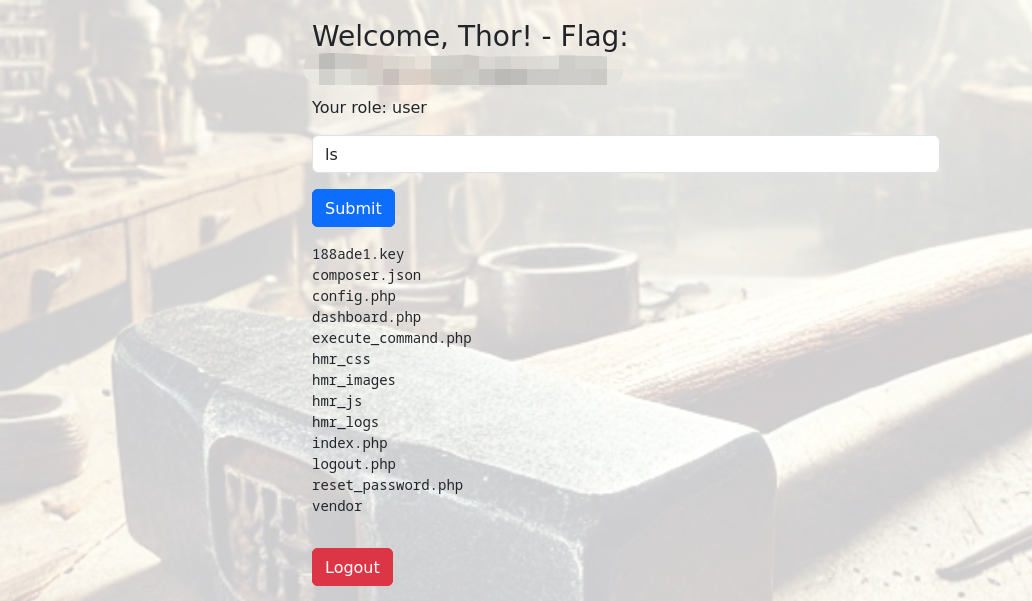 Welcome, Thor! - Flag:
Your role: user
ls
Submit
188ade1.key
composer.json
config.php
dashboard.php
execute_command.php
hmr_css
hmr_images
hmr_js
hmr_logs
index.php
logout.php
reset_password.php
vendor
Logout